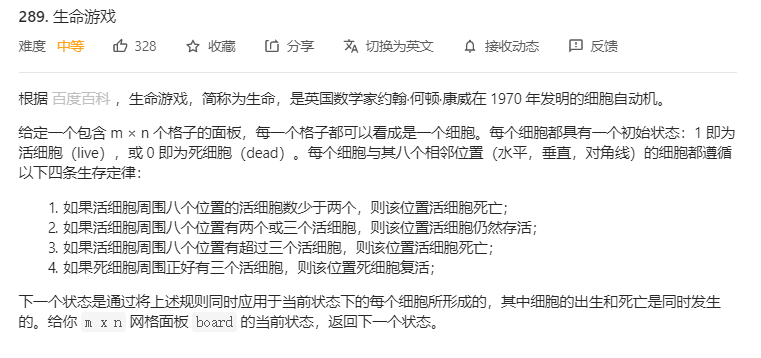 289. 生命游戏
难度 中等 328 收藏 分享 切换为英文 接收动态 反馈
根据 百度百科 ，生命游戏，简称为生命，是英国数学家约翰·何顿·康威在 1970 年发明的细胞自动机。
给定一个包含 m × n 个格子的面板，每一个格子都可以看成是一个细胞。每个细胞都具有一个初始状态：1 即为
活细胞（live），或 0 即为死细胞（dead）。每个细胞与其八个相邻位置（水平，垂直，对角线）的细胞都遵循
以下四条生存定律：
1. 如果活细胞周围八个位置的活细胞数少于两个，则该位置活细胞死亡；
2. 如果活细胞周围八个位置有两个或三个活细胞，则该位置活细胞仍然存活；
3. 如果活细胞周围八个位置有超过三个活细胞，则该位置活细胞死亡；
4. 如果死细胞周围正好有三个活细胞，则该位置死细胞复活；
下一个状态是通过将上述规则同时应用于当前状态下的每个细胞所形成的，其中细胞的出生和死亡是同时发生
的。给你 m x n 网格面板 board 的当前状态，返回下一个状态。